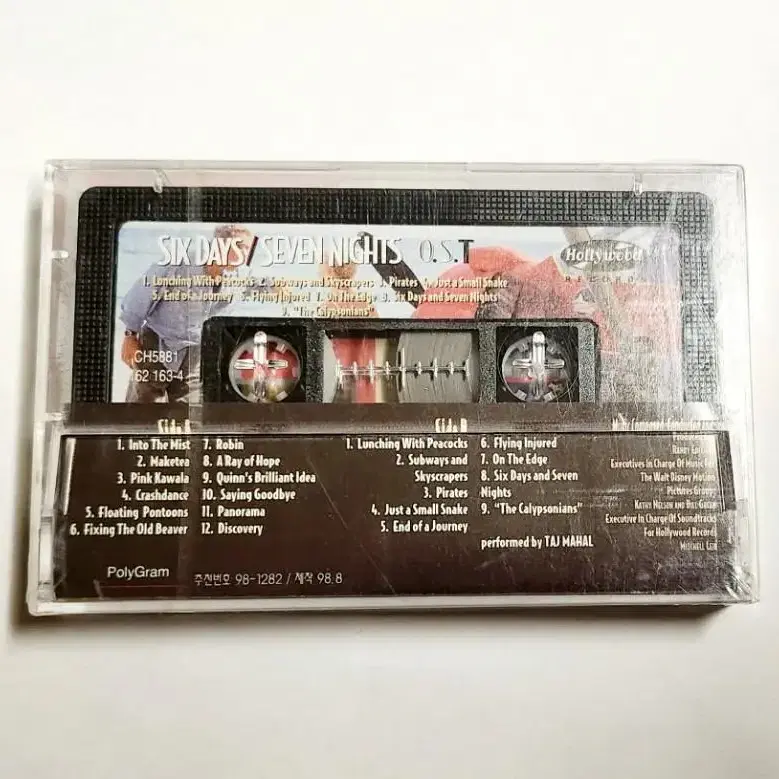 SIX DAYS/ SEVEN NIGHTS O.S.T
Hollywood
RECORDS
1. Lunching With Peacocks 2. Subways and Skyscrapers 3. Pirates 4. Just a Small Snake
5. End of a Journey 6. Flying Injured 7. On The Edge 8. Six Days and Seven Nights
9. "The Calypsonians"
CH5881
162 163-4
Side A
1. Into The Mist
2. Maketea
3. Pink Kawala
4. Crashdance
5. Floating Pontoons
6. Fixing The Old Beaver
7. Robin
8. A Ray of Hope
9. Quinn's Brilliant Idea
10. Saying Goodbye
11. Panorama
12. Discovery
Side B
1. Lunching With Peacocks
2. Subways and
Skyscrapers
3. Pirates
4. Just a Small Snake
5. End of a Journey
6. Flying Injured
7. On The Edge
8. Six Days and Seven
Nights
9. "The Calypsonians"
performed by TAJ MAHAL
Executives in Charge Of Music For
The Walt Disney Motion
Pictures Group:
Kathy Nelson and
Executive in Charge Of Soundtracks
For Hollywood Records
Mitchell Leib
PolyGram
추천번호 98-1282 / 제작 98.8